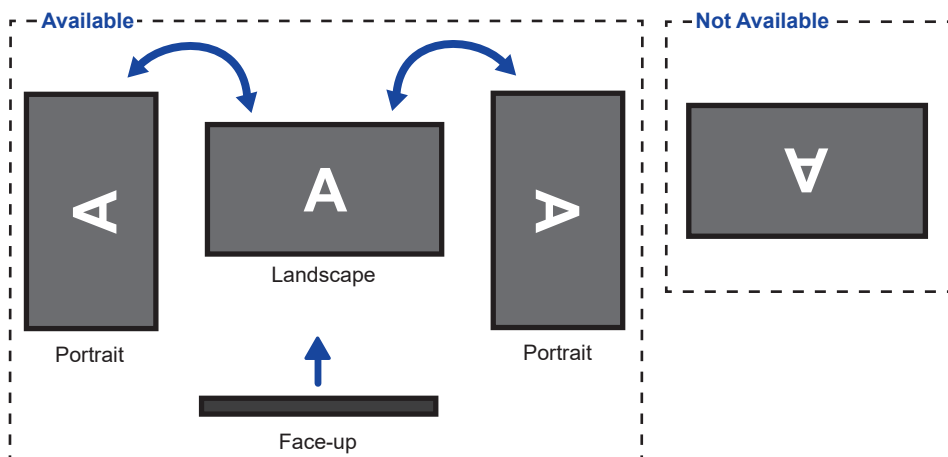 Available
Not Available
A
A
A
A
Landscape
Portrait
Portrait
Face-up